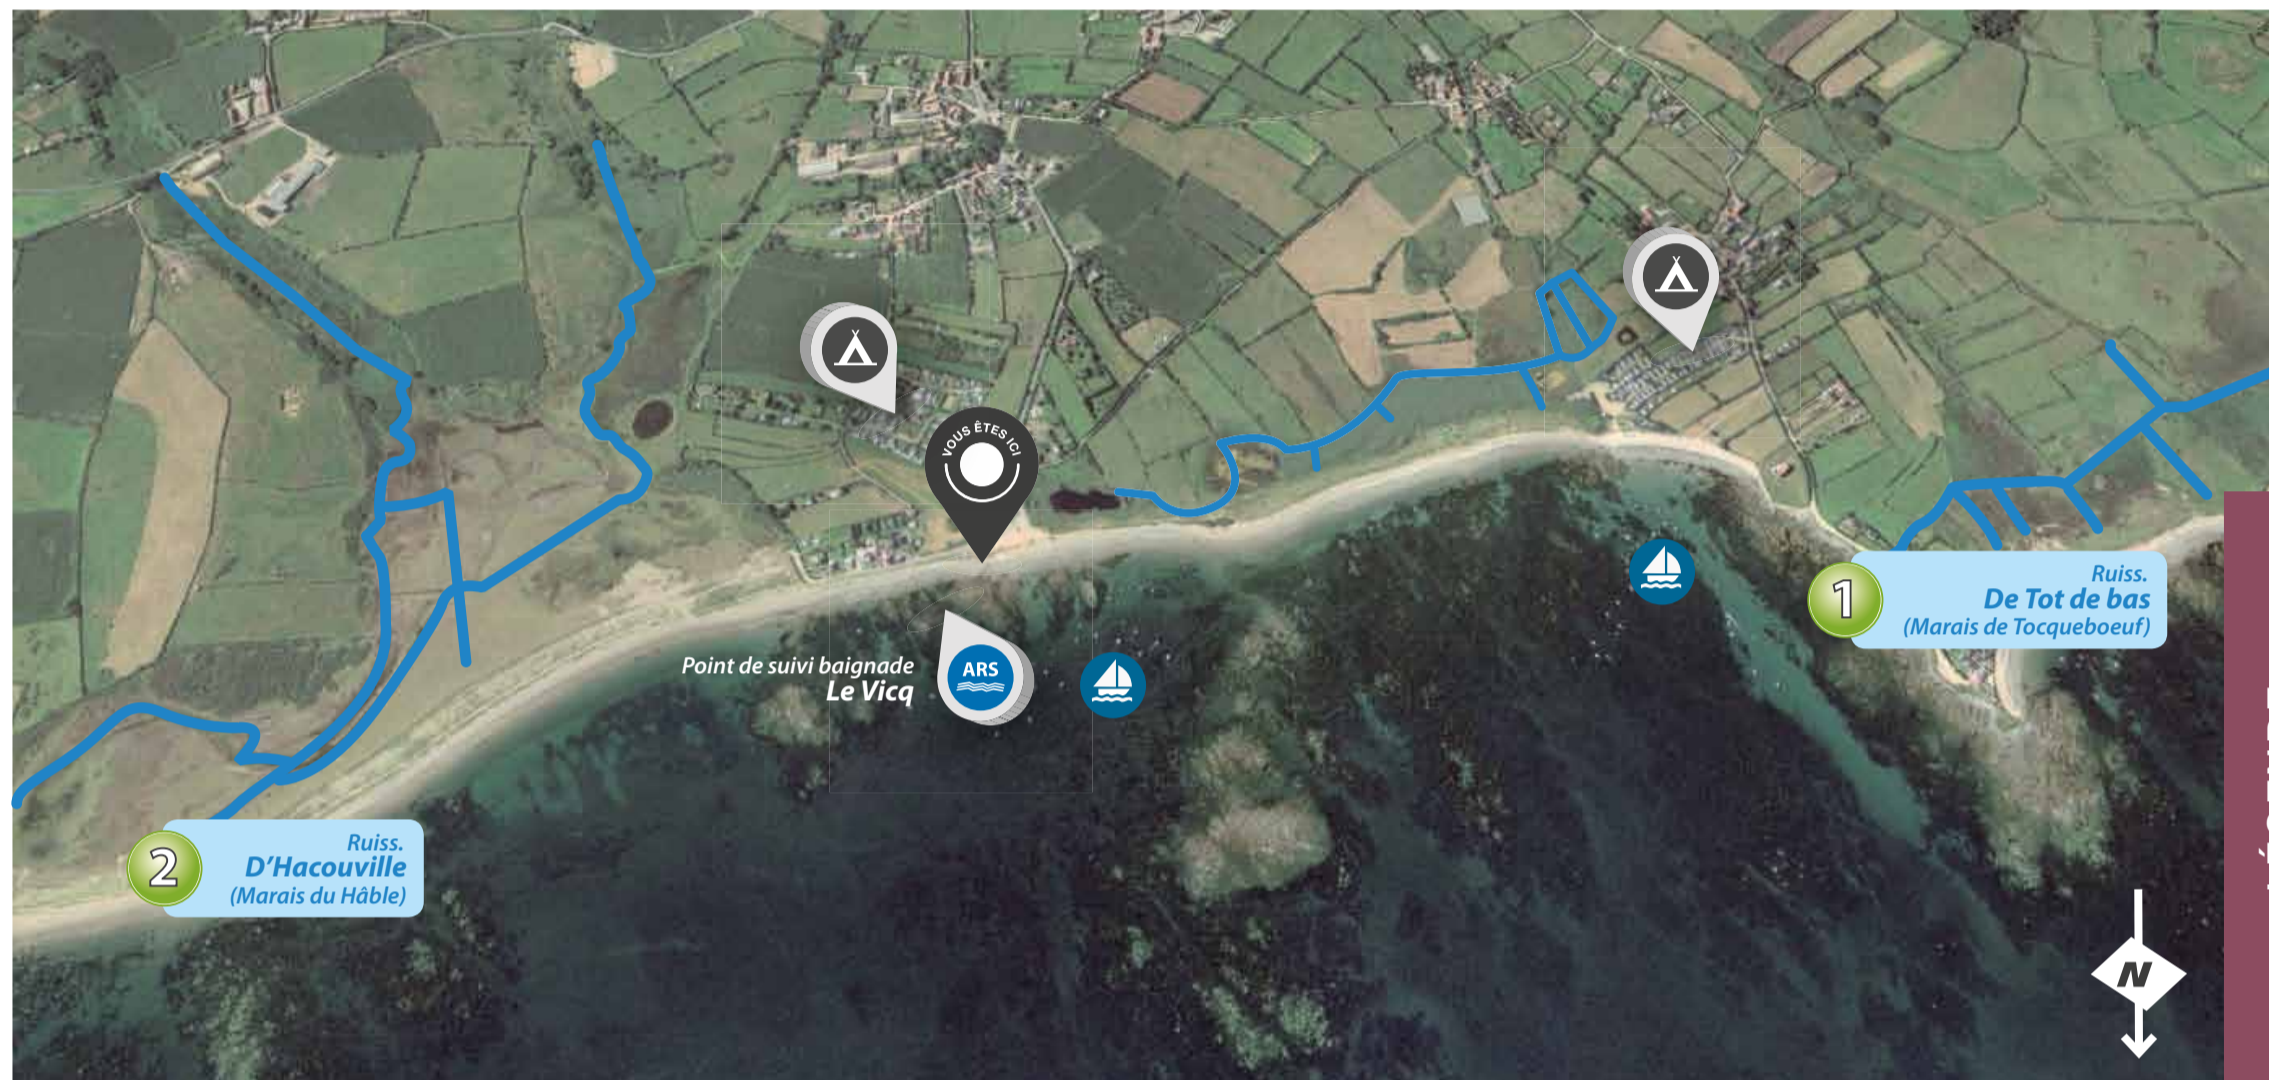 VOUS ÊTES ICI
Point de suivi baignade
Le Vicq
ARS
1
Ruiss.
De Tot de bas
(Marais de Tocqueboeuf)
2
Ruiss.
D'Hacouville
(Marais du Hâble)
N